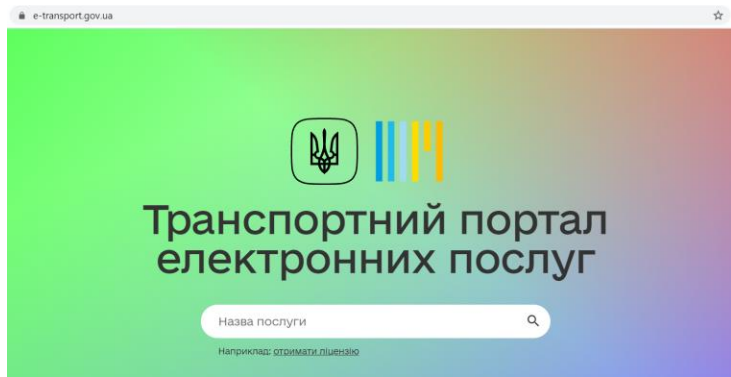 e-transport.gov.ua
Транспортний портал
електронних послуг
Назва послуги
Наприклад: отримати ліцензію